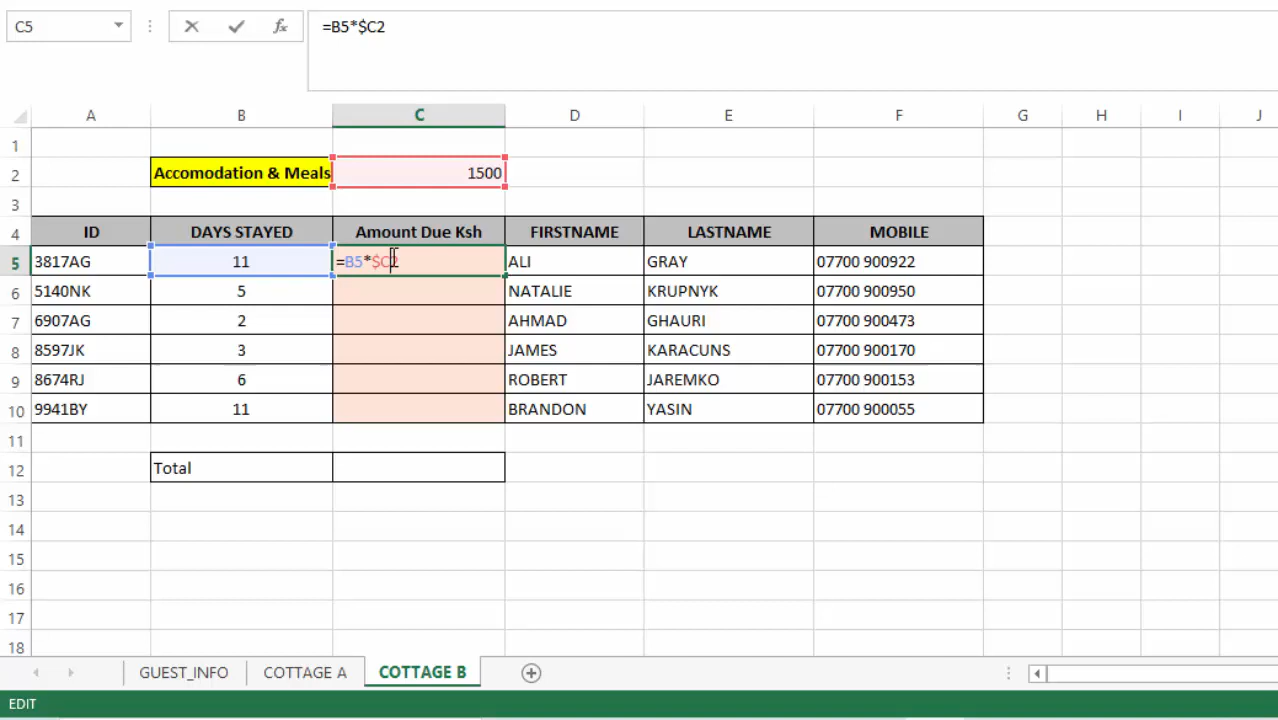 C5 fx =B5*$C2
A B C D E F G H I J
1
2 Accomodation & Meals 1500
3
4 ID DAYS STAYED Amount Due Ksh FIRSTNAME LASTNAME MOBILE
5 3817AG 11 =B5*$C2 ALI GRAY 07700 900922
6 5140NK 5 NATALIE KRUPNYK 07700 900950
7 6907AG 2 AHMAD GHAURI 07700 900473
8 8597JK 3 JAMES KARACUNS 07700 900170
9 8674RJ 6 ROBERT JAREMKO 07700 900153
10 9941BY 11 BRANDON YASIN 07700 900055
11
12 Total
13
14
15
16
17
18
GUEST_INFO COTTAGE A COTTAGE B
EDIT